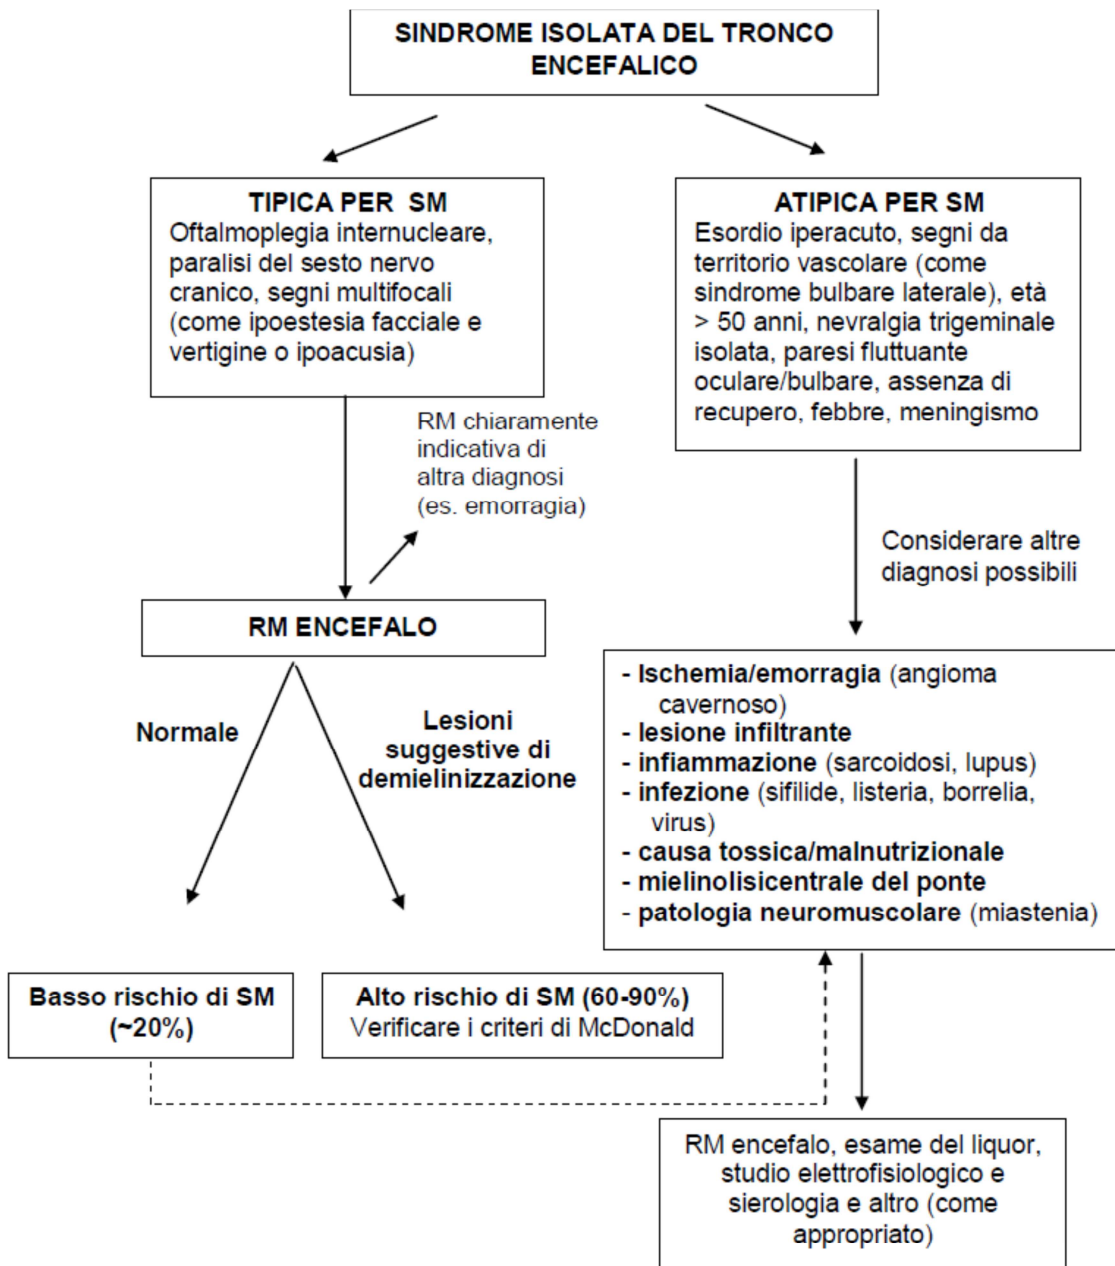 SINDROME ISOLATA DEL TRONCO
ENCEFALICO
TIPICA PER SM
Oftalmoplegia internucleare,
paralisi del sesto nervo
cranico, segni multifocali
(come ipoestesia facciale e
vertigine o ipoacusia)
ATIPICA PER SM
Esordio iperacuto, segni da
territorio vascolare (come
sindrome bulbare laterale), età
> 50 anni, nevralgia trigeminale
isolata, paresi fluttuante
oculare/bulbare, assenza di
recupero, febbre, meningismo
RM chiaramente
indicativa di
altra diagnosi
(es. emorragia)
Considerare altre
diagnosi possibili
RM ENCEFALO
Normale
Lesioni
suggestive di
demielinizzazione
- Ischemia/emorragia (angioma
cavernoso)
- lesione infiltrante
- infiammazione (sarcoidosi, lupus)
- infezione (sifilide, listeria, borrelia,
virus)
- causa tossica/malnutrizionale
- mielinolisicentrale del ponte
- patologia neuromuscolare (miastenia)
Basso rischio di SM
(~20%)
Alto rischio di SM (60-90%)
Verificare i criteri di McDonald
RM encefalo, esame del liquor,
studio elettrofisiologico e
sierologia e altro (come
appropriato)